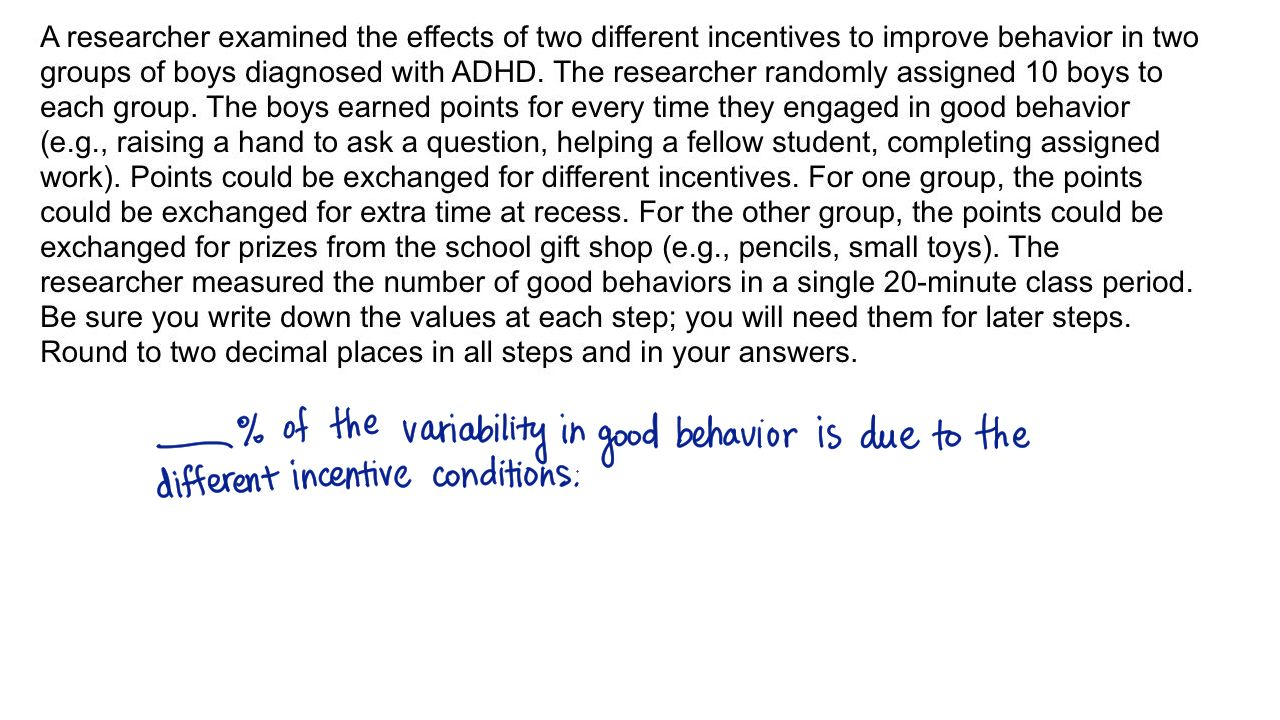 A researcher examined the effects of two different incentives to improve behavior in two
groups of boys diagnosed with ADHD. The researcher randomly assigned 10 boys to
each group. The boys earned points for every time they engaged in good behavior
(e.g., raising a hand to ask a question, helping a fellow student, completing assigned
work). Points could be exchanged for different incentives. For one group, the points
could be exchanged for extra time at recess. For the other group, the points could be
exchanged for prizes from the school gift shop (e.g., pencils, small toys). The
researcher measured the number of good behaviors in a single 20-minute class period.
Be sure you write down the values at each step; you will need them for later steps.
Round to two decimal places in all steps and in your answers.
____% of the variability in good behavior is due to the
different incentive conditions.